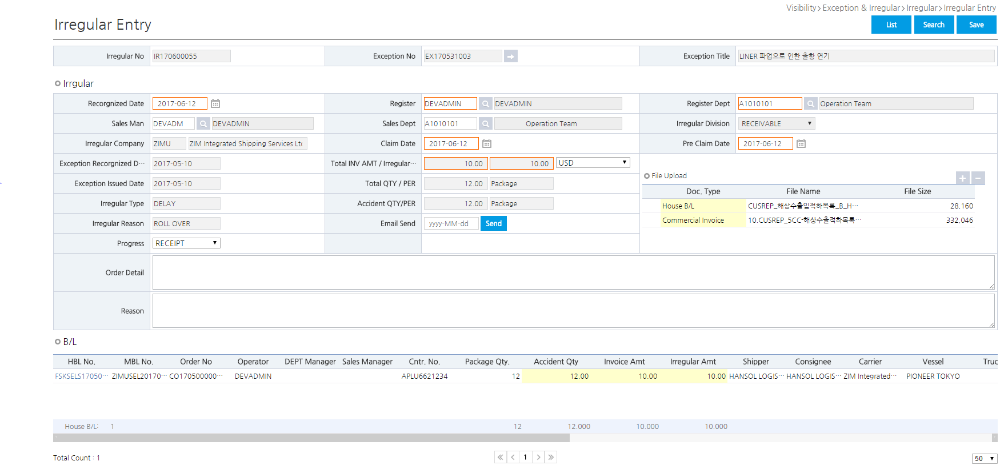 Visibility > Exception & Irregular > Irregular > Irregular Entry
Irregular Entry
List Search Save
Irregular No IR170600055 Exception No EX170531003 Exception Title LINER 파업으로 인한 출항 연기
Irrgular
Recorgnized Date 2017-06-12 Register DEVADMIN DEVADMIN Register Dept A1010101 Operation Team
Sales Man DEVADM DEVADMIN Sales Dept A1010101 Operation Team Irregular Division RECEIVABLE
Irregular Company ZIMU ZIM Integrated Shipping Services Ltd Claim Date 2017-06-12 Pre Claim Date 2017-06-12
Exception Recorgnized D··· 2017-05-10 Total INV AMT / Irregular··· 10.00 10.00 USD
File Upload
Exception Issued Date 2017-05-10 Total QTY / PER 12.00 Package
Doc. Type File Name File Size
Irregular Type DELAY Accident QTY/PER 12.00 Package
House B/L CUSREP_해상수출입적하목록_B_H··· 28,160
Commercial Invoice 10.CUSREP_5CC-해상수출적하목록··· 332,046
Irregular Reason ROLL OVER Email Send yyyy-MM-dd Send
Progress RECEIPT
Order Detail
Reason
B/L
HBL No. MBL No. Order No Operator DEPT Manager Sales Manager Cntr. No. Package Qty. Accident Qty Invoice Amt Irregular Amt Shipper Consignee Carrier Vessel Truc
FSKSELS17050··· ZIMUSEL20170··· CO170500000··· DEVADMIN APLU6621234 12 12.00 10.00 10.00 HANSOL LOGIS··· HANSOL LOGIS··· ZIM Integrated··· PIONEER TOKYO
House B/L: 1 12 12.000 10.000 10.000
Total Count : 1 1 50